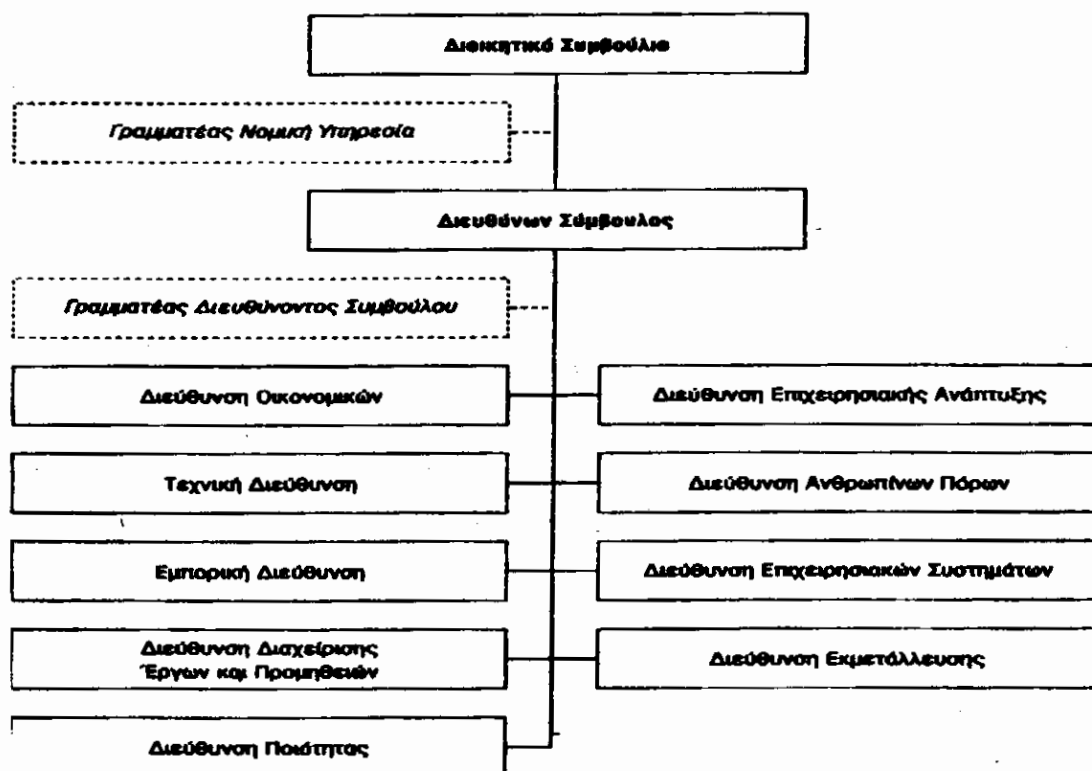 Διοικητικό Συμβούλιο
Γραμματέας Νομική Υπηρεσία
Διευθύνων Σύμβουλος
Γραμματέας Διευθύνοντος Συμβούλου
Διεύθυνση Οικονομικών
Διεύθυνση Επιχειρησιακής Ανάπτυξης
Τεχνική Διεύθυνση
Διεύθυνση Ανθρωπίνων Πόρων
Εμπορική Διεύθυνση
Διεύθυνση Επιχειρησιακών Συστημάτων
Διεύθυνση Διαχείρισης
Έργων και Προμηθειών
Διεύθυνση Εκμετάλλευσης
Διεύθυνση Ποιότητας